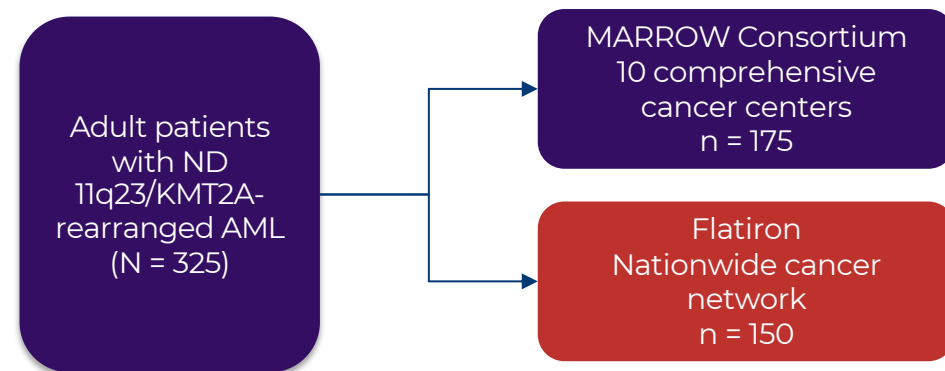 Adult patients
with ND
11q23/KMT2A-
rearranged AML
(N = 325)
MARROW Consortium
10 comprehensive
cancer centers
n = 175
Flatiron
Nationwide cancer
network
n = 150